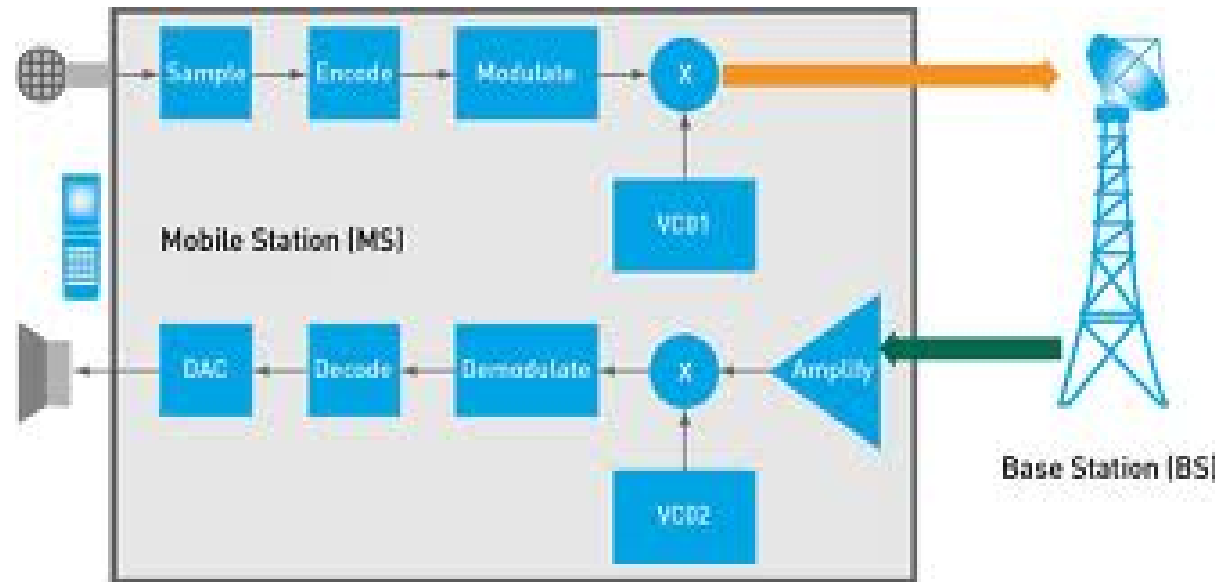 Sample
Encode
Modulate
X
VCO1
Mobile Station (MS)
DAC
Decode
Demodulate
X
Amplify
VCO2
Base Station (BS)